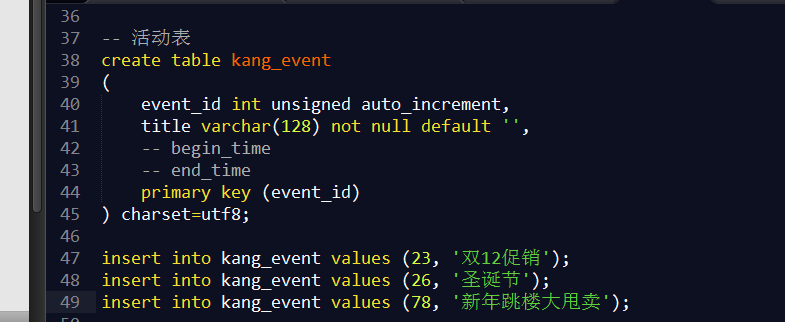 36
37 -- 活动表
38 create table kang_event
39 (
40 event_id int unsigned auto_increment,
41 title varchar(128) not null default '',
42 -- begin_time
43 -- end_time
44 primary key (event_id)
45 ) charset=utf8;
46
47 insert into kang_event values (23, '双12促销');
48 insert into kang_event values (26, '圣诞节');
49 insert into kang_event values (78, '新年跳楼大甩卖');